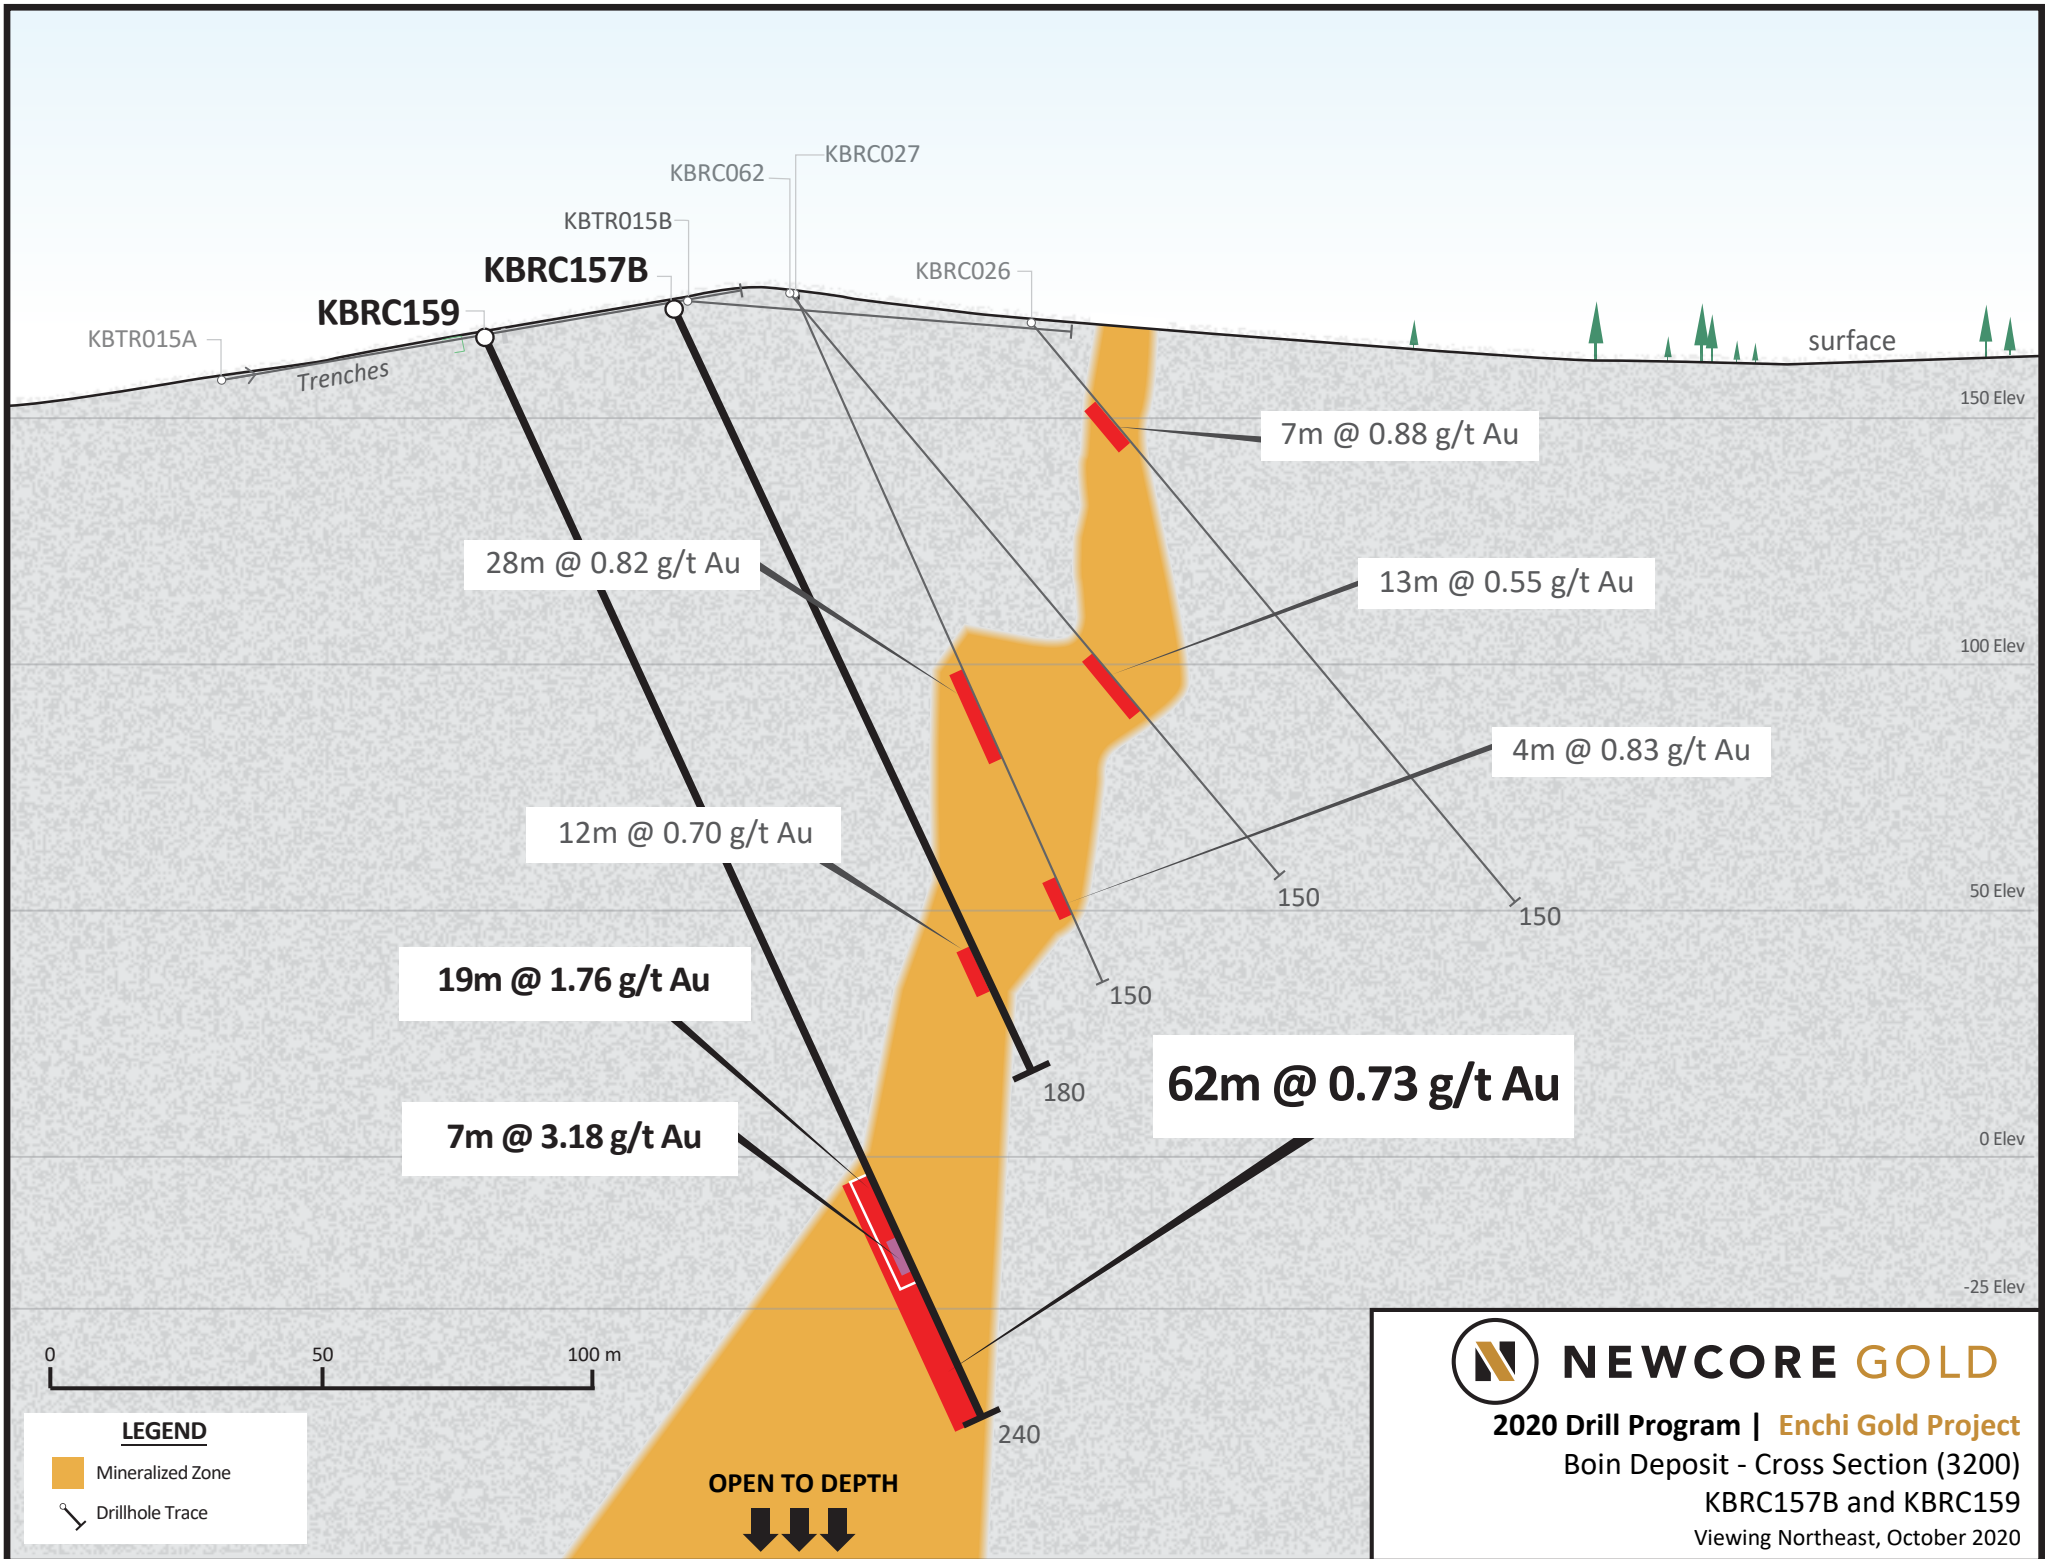 KBRC027
KBRC062
KBTR015B
KBRC157B
KBRC026
KBRC159
KBTR015A
Trenches
surface
150 Elev
7m @ 0.88 g/t Au
28m @ 0.82 g/t Au
13m @ 0.55 g/t Au
100 Elev
4m @ 0.83 g/t Au
12m @ 0.70 g/t Au
50 Elev
150
150
19m @ 1.76 g/t Au
150
62m @ 0.73 g/t Au
180
7m @ 3.18 g/t Au
0 Elev
-25 Elev
0 50 100 m
240
LEGEND
Mineralized Zone
Drillhole Trace
OPEN TO DEPTH
NEWCORE GOLD
2020 Drill Program | Enchi Gold Project
Boin Deposit - Cross Section (3200)
KBRC157B and KBRC159
Viewing Northeast, October 2020